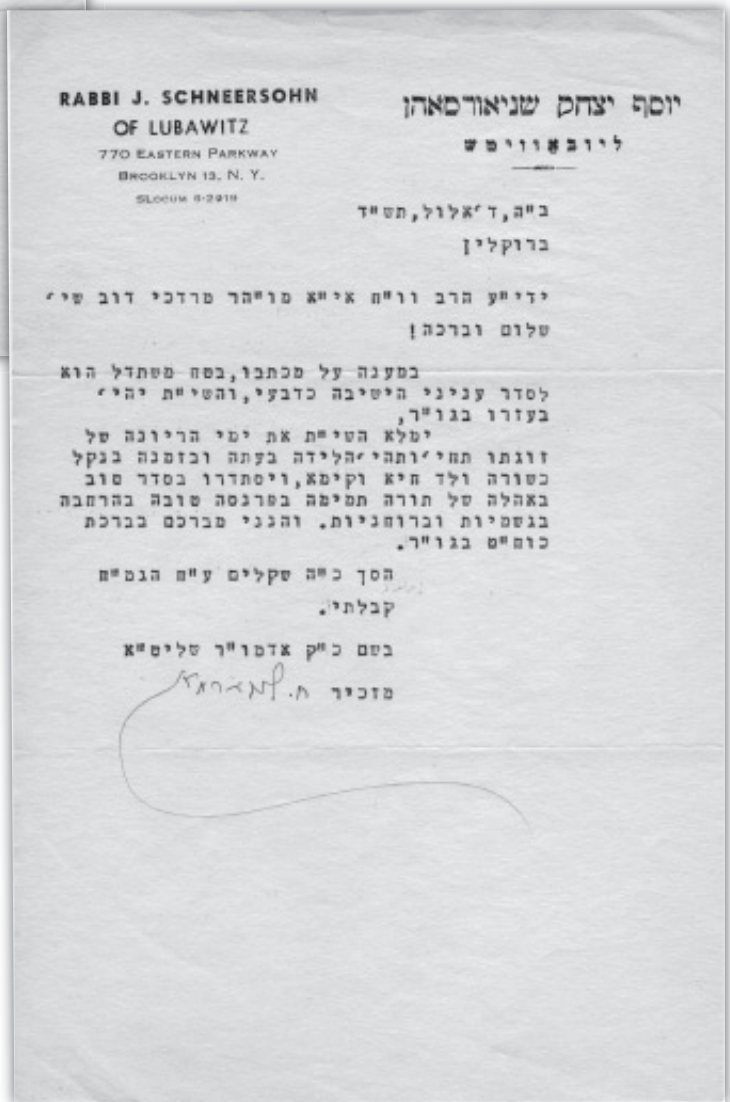 RABBI J. SCHNEERSOHN
OF LUBAWITZ
770 EASTERN PARKWAY
BROOKLYN 13, N. Y.
SLOCUM 6-2919
יוסף יצחק שניאורסאהן
ליובאוויטש
ב"ה, ד' אלול, תש"ד
ברוקלין
ידי"ע הרב וו"ח אי"א מו"הר מרדכי דוב שי'
שלום וברכה!
במענה על מכתבו, בטח משתדל הוא
לסדר עניני הישיבה כדבעי, והשי"ת יהי'
בעזרו בגו"ר,
ימלא השי"ת את ימי הריונה של
זוגתו תחי' ותהי' הלידה בעתה ובזמנה בנקל
כשורה ולד חיא וקימא, ויסתדרו בסדר טוב
באהלה של תורה תמימה בפרנסה טובה בהרחבה
בגשמיות וברוחניות. והנני מברכם בברכת
כוח"ט בגו"ר.
הסך כ"ה שקלים ע"ח הגמ"ח
קבלתי.
בשם כ"ק אדמו"ר שליט"א
מזכיר ח.